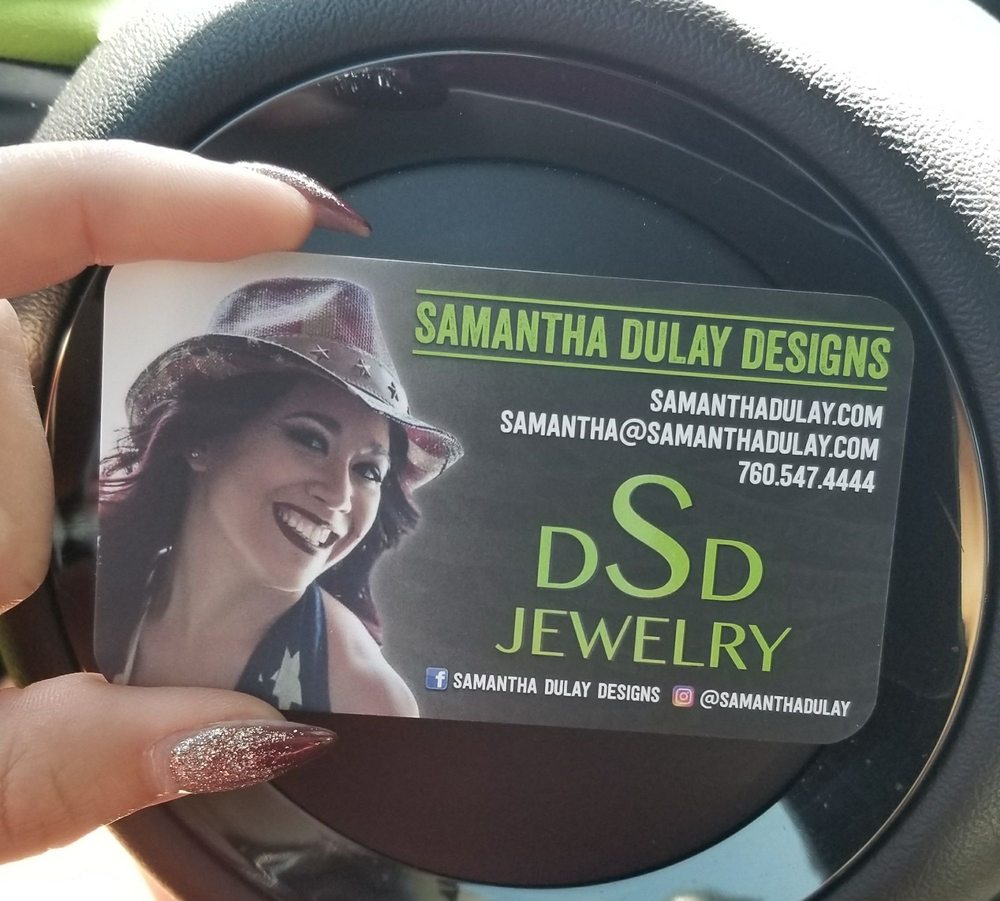 SAMANTHA DULAY DESIGNS
SAMANTHADULAY.COM
SAMANTHA@SAMANTHADULAY.COM
760.547.4444
DSD
JEWELRY
f SAMANTHA DULAY DESIGNS @SAMANTHADULAY